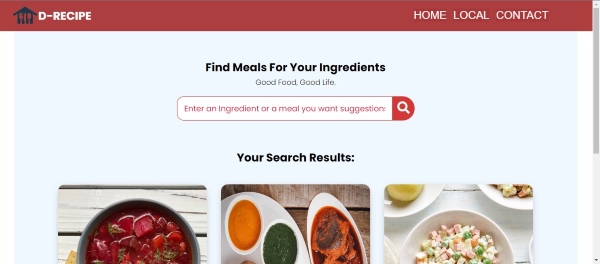 D-RECIPE
HOME LOCAL CONTACT
Find Meals For Your Ingredients
Good Food, Good Life.
Enter an Ingredient or a meal you want suggestions
Your Search Results: